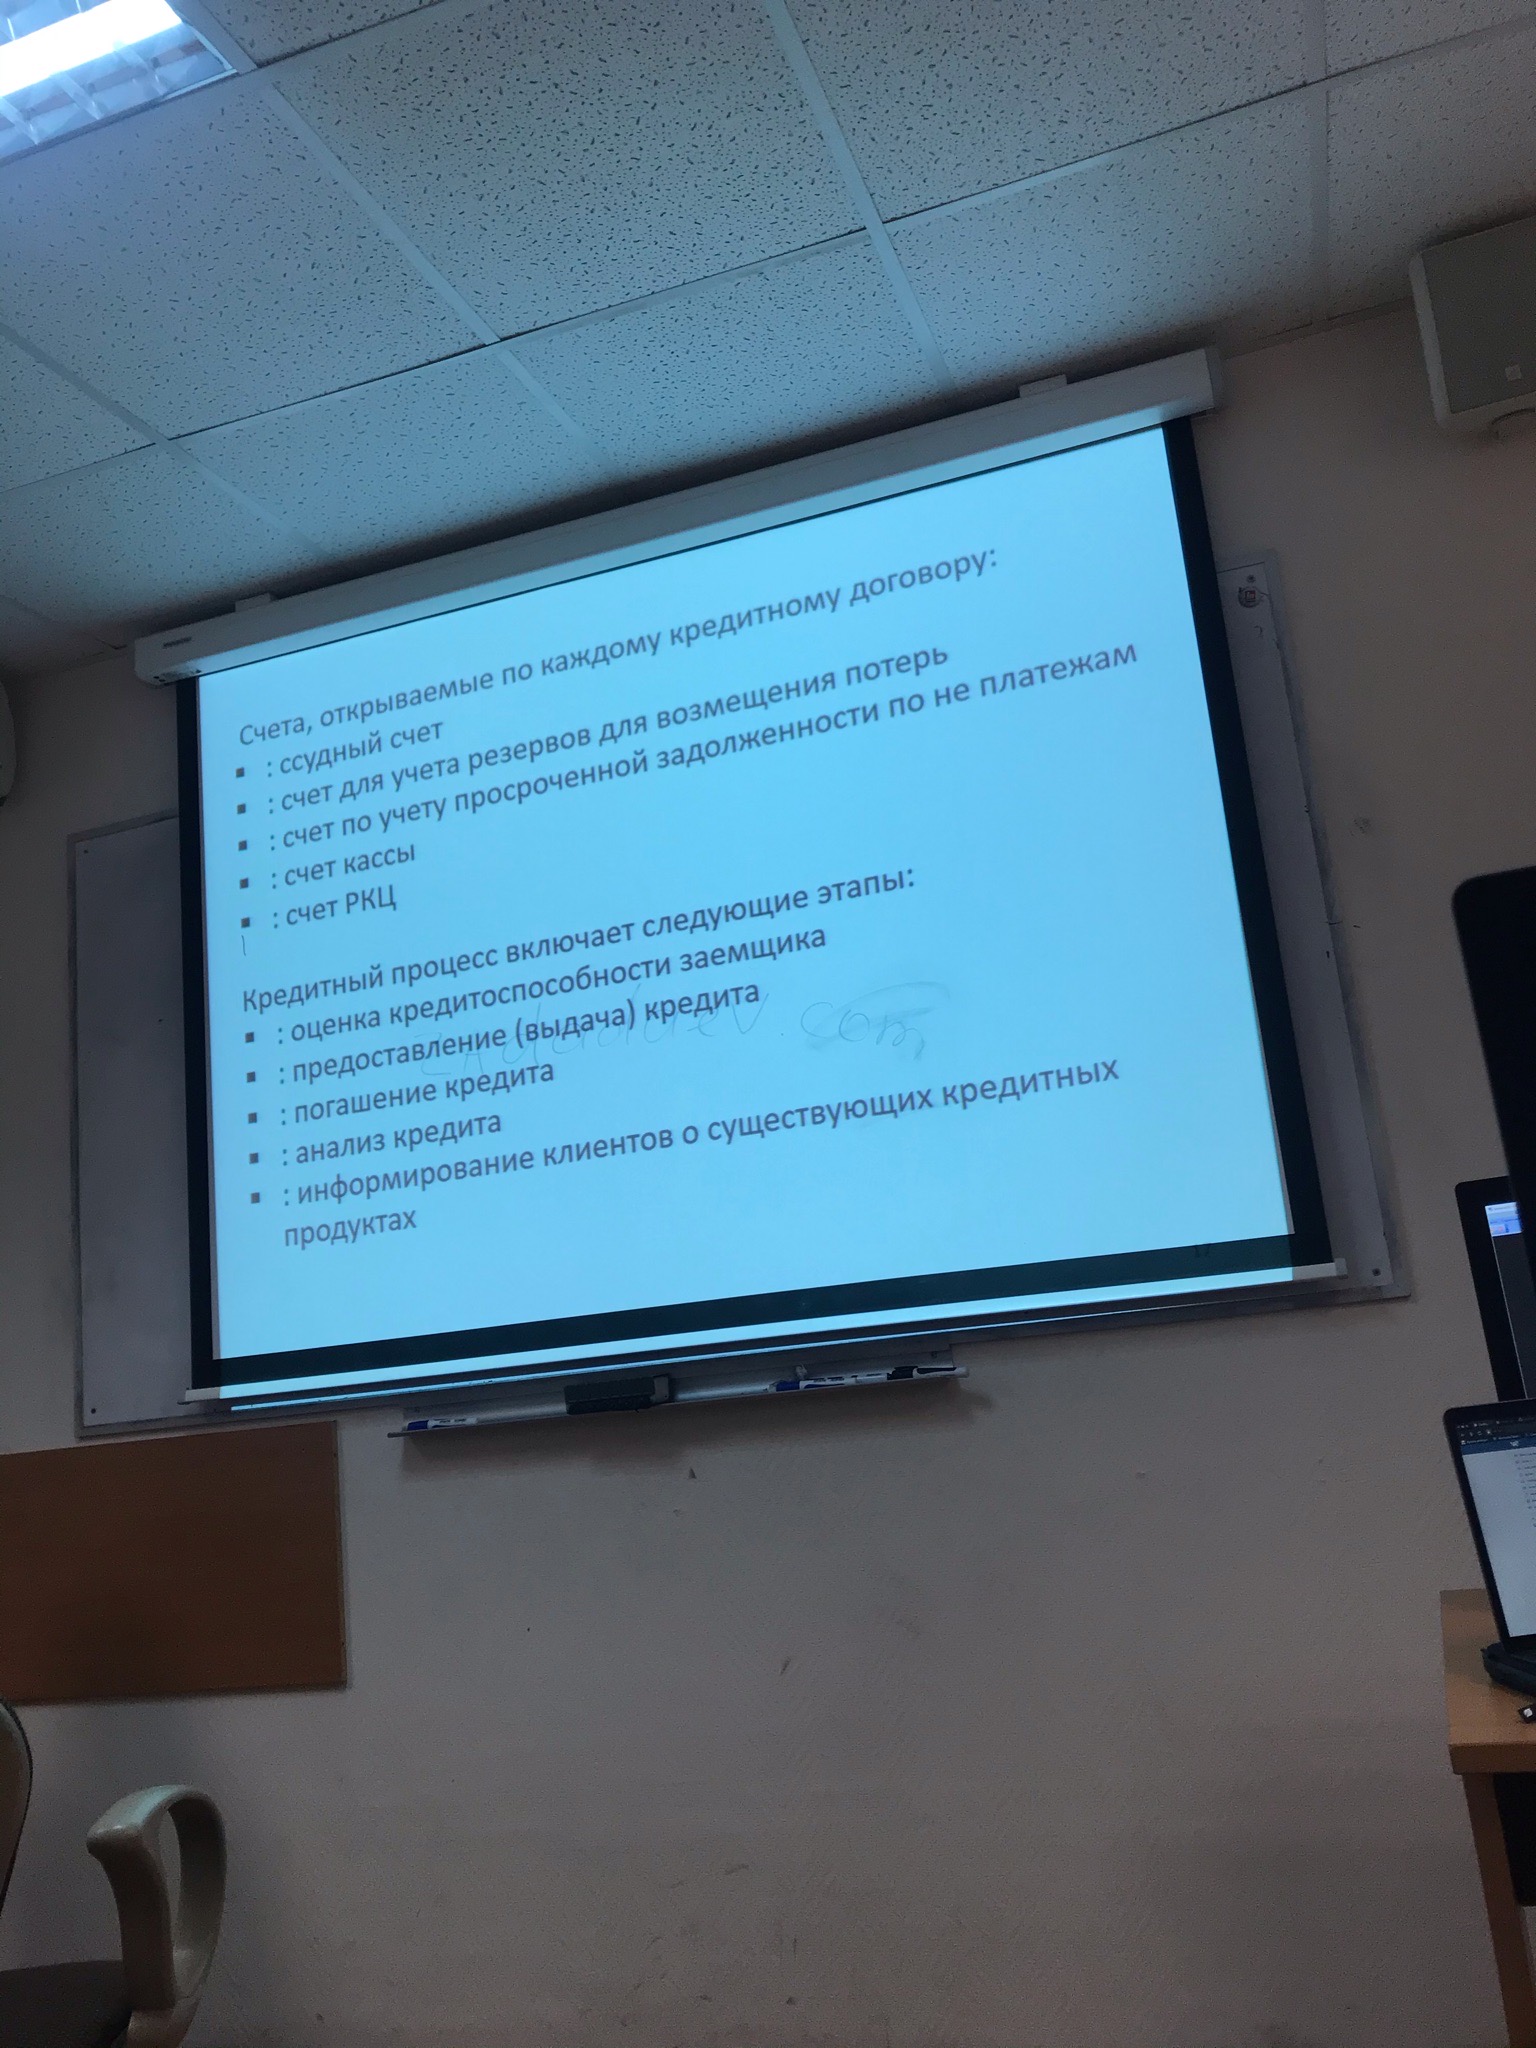 Счета, открываемые по каждому кредитному договору:
▪ : ссудный счет
▪ : счет для учета резервов для возмещения потерь
▪ : счет по учету просроченной задолженности по не платежам
▪ : счет кассы
▪ : счет РКЦ
Кредитный процесс включает следующие этапы:
▪ : оценка кредитоспособности заемщика
▪ : предоставление (выдача) кредита
▪ : погашение кредита
▪ : анализ кредита
▪ : информирование клиентов о существующих кредитных
продуктах
17